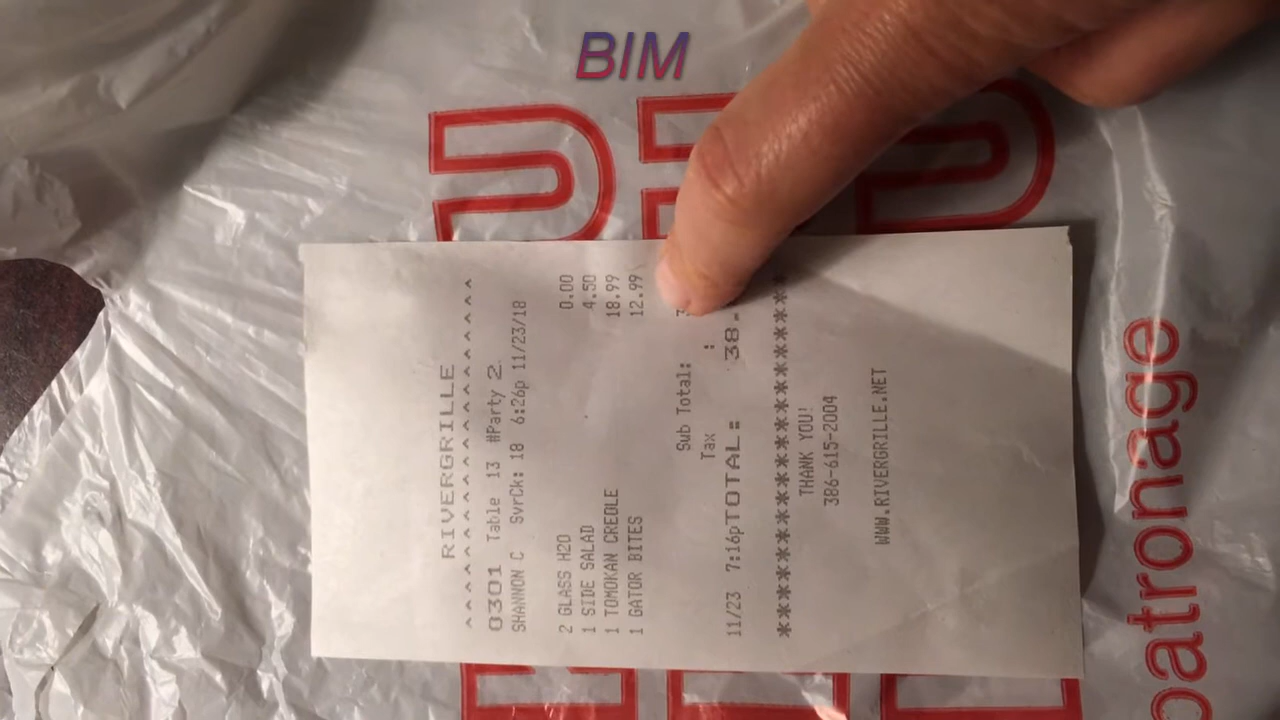 BIM
RIVERGRILLE
^^^^^^^^^^^^^^^^^^^^^^^^
0301 Table 13 #Party 2
SHANNON C SvrCk: 18 6:26p 11/23/18
2 GLASS H2O 0.00
1 SIDE SALAD 4.50
1 TOMOKAN CREOLE 18.99
1 GATOR BITES 12.99
Sub Total:
Tax :
11/23 7:16pTOTAL: 38.
************************
THANK YOU!
386-615-2004
WWW.RIVERGRILLE.NET
patronage